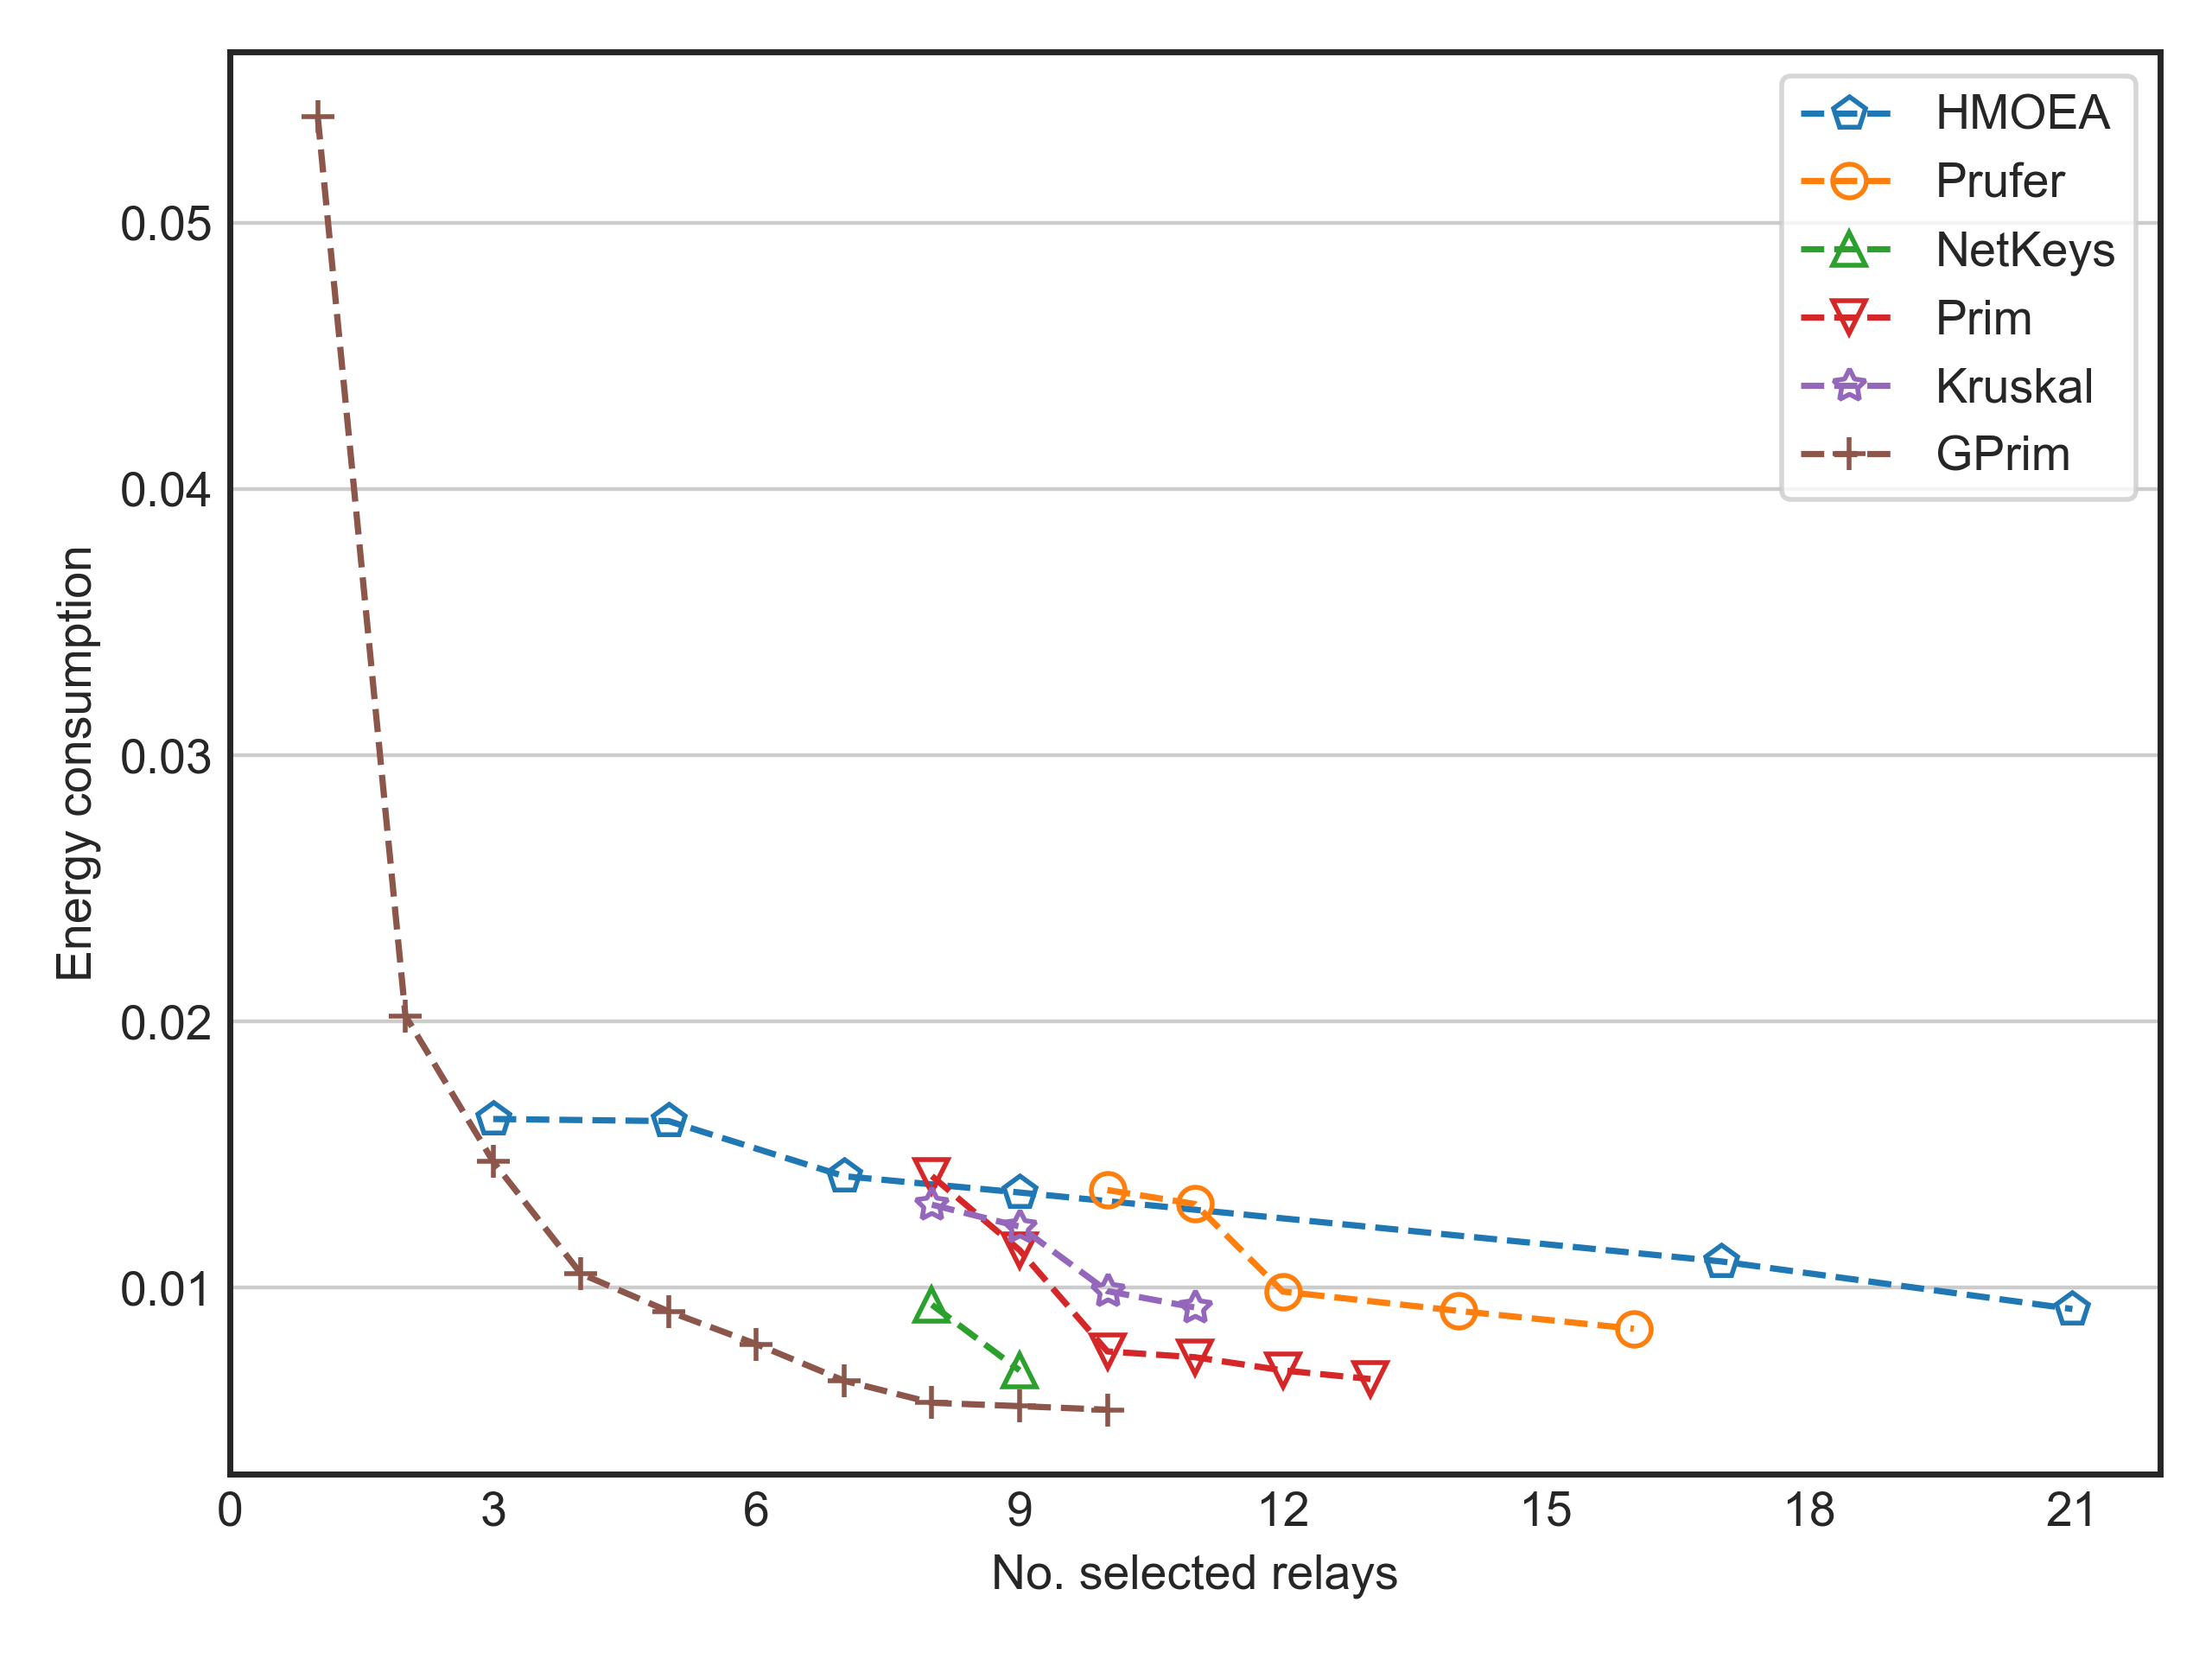 HMOEA
Prufer
NetKeys
Prim
Kruskal
GPrim
0.05
0.04
0.03
0.02
0.01
Energy consumption
0 3 6 9 12 15 18 21
No. selected relays